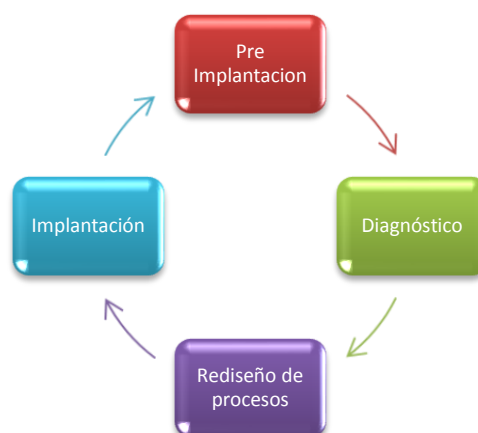 Pre
Implantacion
Implantación
Diagnóstico
Rediseño de
procesos